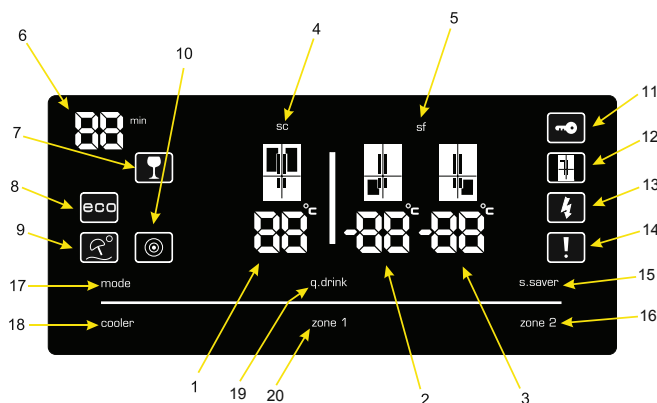 4
5
6
10
11
88
min
sc
sf
7
12
8
eco
°c
°c
°c
13
88
-88
-88
9
!
14
17
mode
q.drink
s.saver
15
18
cooler
zone 1
zone 2
16
1
19
20
2
3